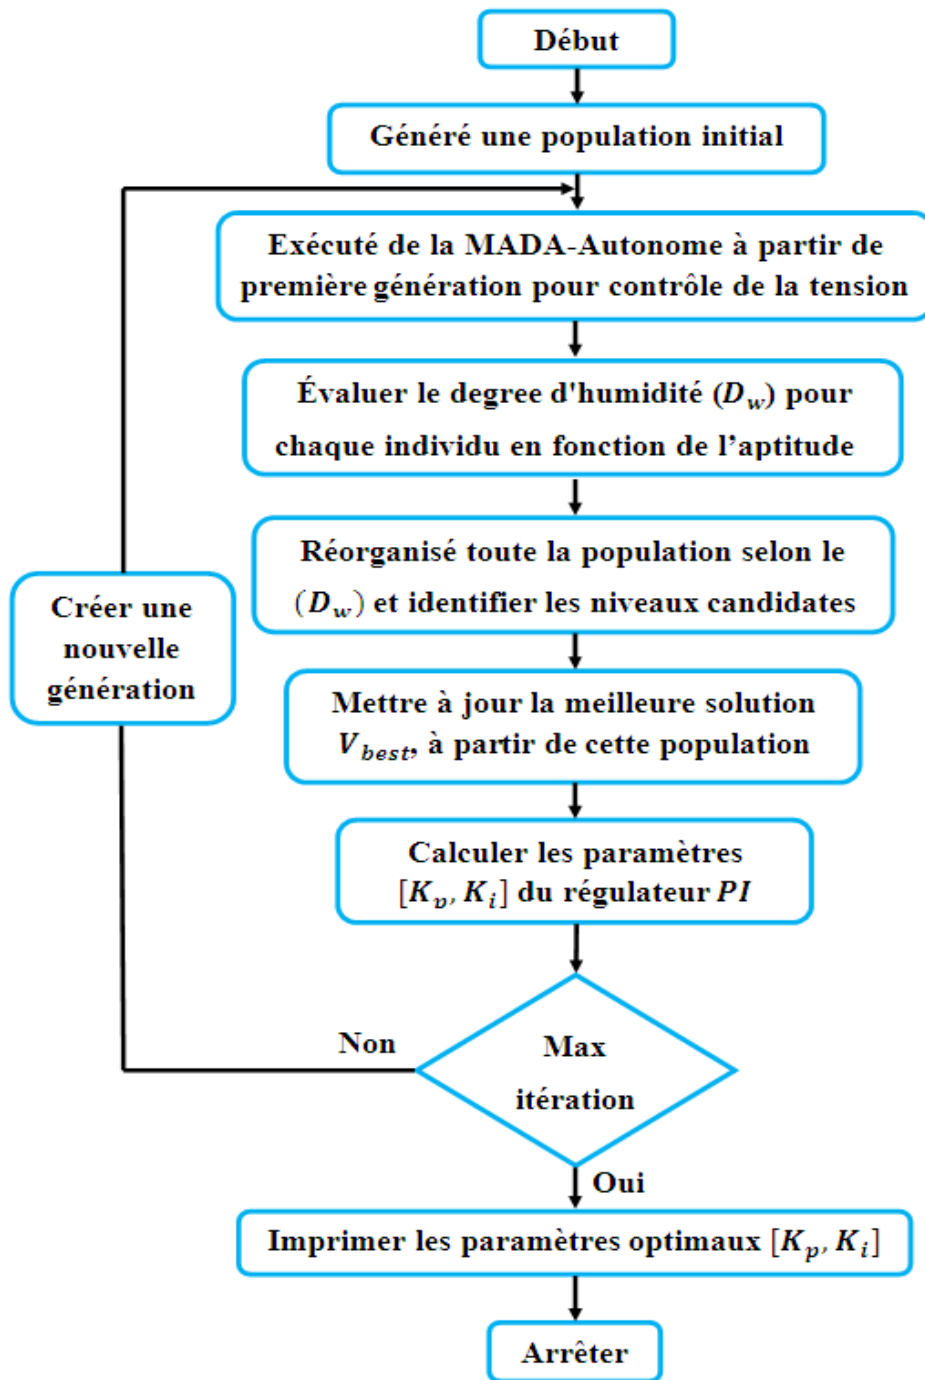 Début
Généré une population initial
Exécuté de la MADA-Autonome à partir de
première génération pour contrôle de la tension
Évaluer le degree d'humidité (D_w) pour
chaque individu en fonction de l'aptitude
Réorganisé toute la population selon le
(D_w) et identifier les niveaux candidates
Mettre à jour la meilleure solution
V_best, à partir de cette population
Calculer les paramètres
[K_p, K_i] du régulateur PI
Créer une
nouvelle
génération
Non
Max
itération
Oui
Imprimer les paramètres optimaux [K_p, K_i]
Arrêter